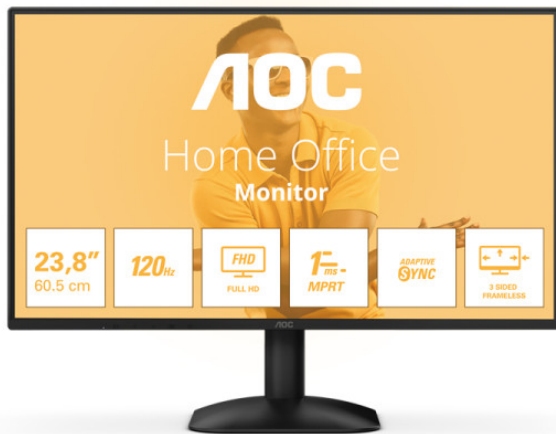 AOC
Home Office
Monitor
23,8"
60.5 cm
120Hz
FHD
FULL HD
1ms
MPRT
ADAPTIVE
SYNC
3 SIDED
FRAMELESS
AOC